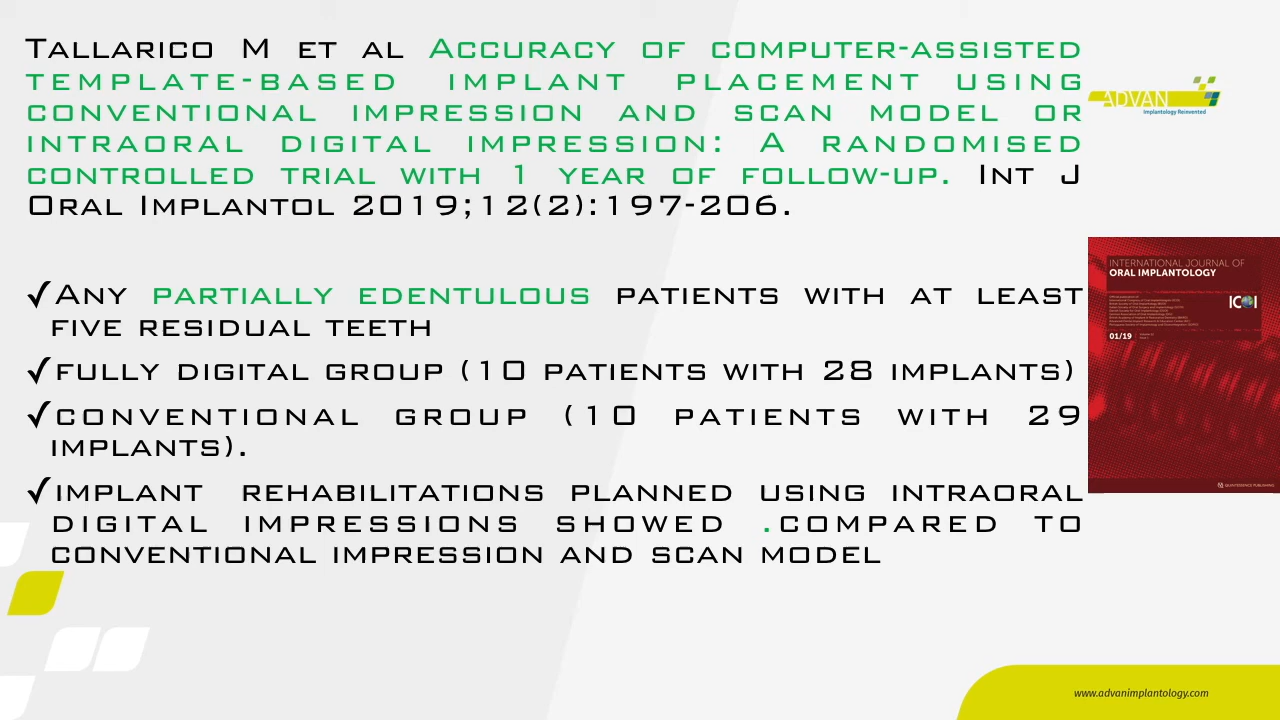 Tallarico M et al Accuracy of computer-assisted
template-based implant placement using
conventional impression and scan model or
intraoral digital impression: A randomised
controlled trial with 1 year of follow-up. Int J
Oral Implantol 2019;12(2):197-206.
ADVAN
Implantology Reinvented
✓Any partially edentulous patients with at least
five residual teeth
✓fully digital group (10 patients with 28 implants)
✓conventional group (10 patients with 29
implants).
✓implant rehabilitations planned using intraoral
digital impressions showed .compared to
conventional impression and scan model
INTERNATIONAL JOURNAL OF
ORAL IMPLANTOLOGY
ICOI
01/19
QUINTESSENCE PUBLISHING
www.advanimplantology.com